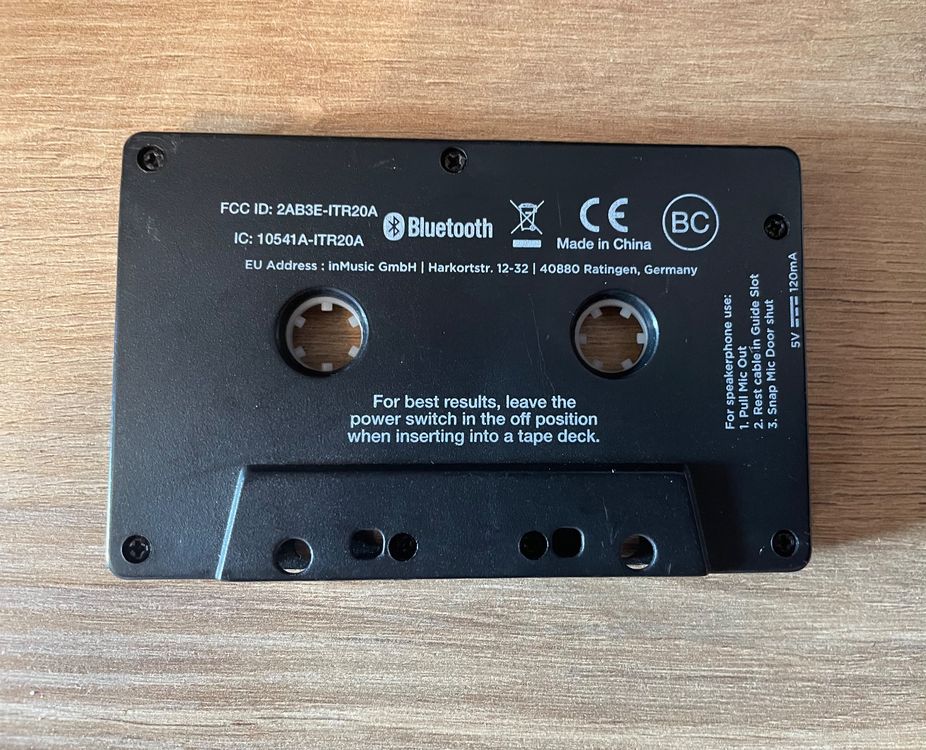 FCC ID: 2AB3E-ITR20A
IC: 10541A-ITR20A
Bluetooth
CE
Made in China
BC
EU Address : inMusic GmbH | Harkortstr. 12-32 | 40880 Ratingen, Germany
For best results, leave the
power switch in the off position
when inserting into a tape deck.
For speakerphone use:
1. Pull Mic Out
2. Rest cable in Guide Slot
3. Snap Mic Door shut
5V 120mA